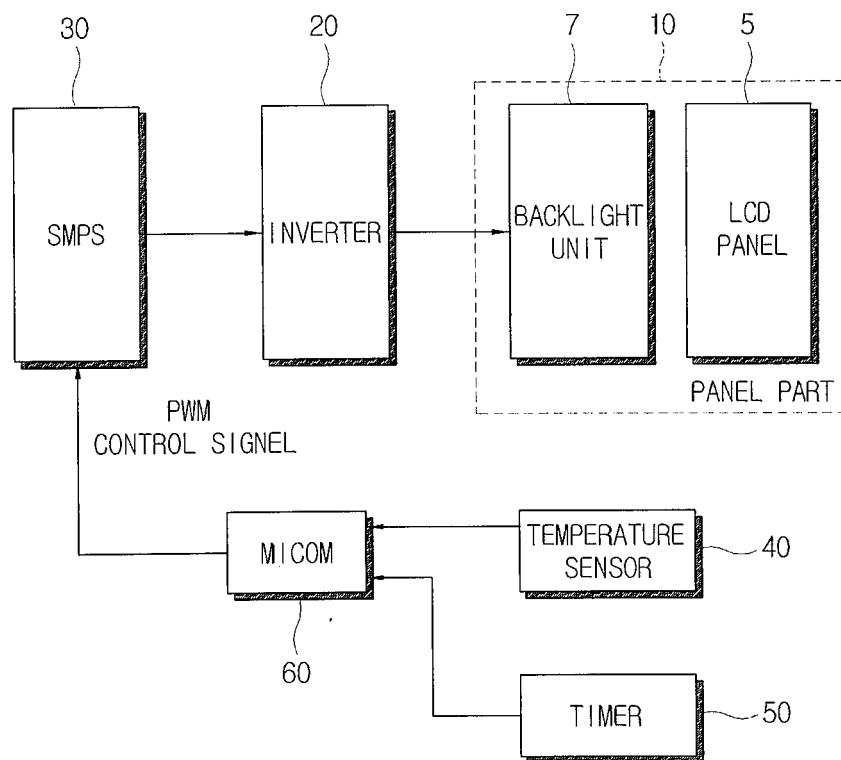 30
20
7
10
5
SMPS
INVERTER
BACKLIGHT
UNIT
LCD
PANEL
PANEL PART
PWM
CONTROL SIGNEL
MICOM
60
TEMPERATURE
SENSOR
40
TIMER
50